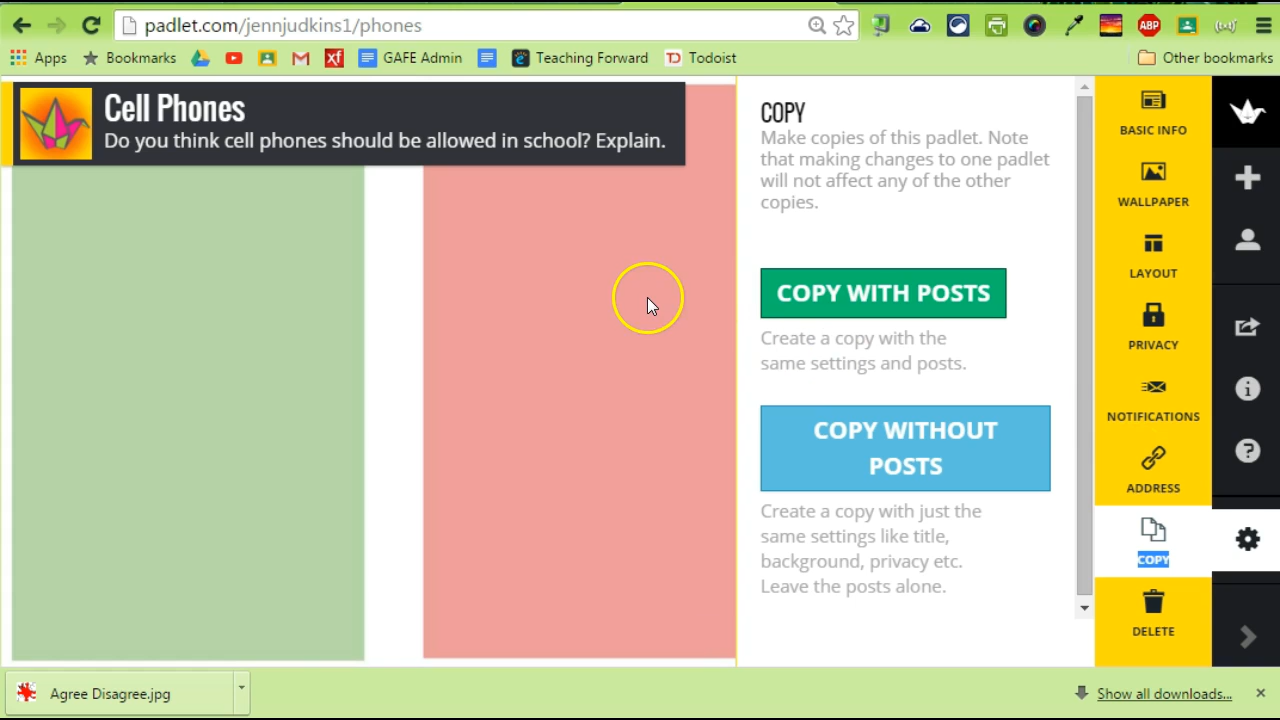 padlet.com/jennjudkins1/phones
ABP
Apps Bookmarks xf GAFE Admin Teaching Forward Todoist Other bookmarks
Cell Phones
Do you think cell phones should be allowed in school? Explain.
COPY
Make copies of this padlet. Note
that making changes to one padlet
will not affect any of the other
copies.
COPY WITH POSTS
Create a copy with the
same settings and posts.
COPY WITHOUT
POSTS
Create a copy with just the
same settings like title,
background, privacy etc.
Leave the posts alone.
BASIC INFO
WALLPAPER
LAYOUT
PRIVACY
NOTIFICATIONS
ADDRESS
COPY
DELETE
Agree Disagree.jpg
Show all downloads...